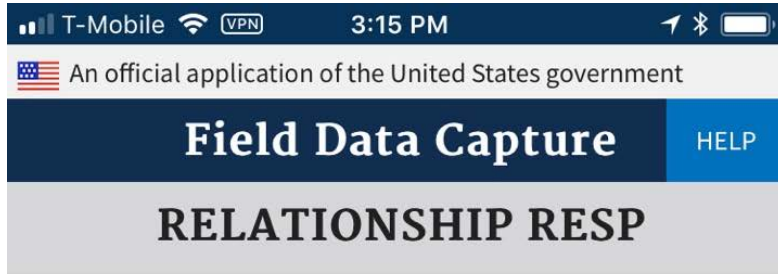 T-Mobile VPN 3:15 PM
An official application of the United States government
Field Data Capture HELP
RELATIONSHIP RESP